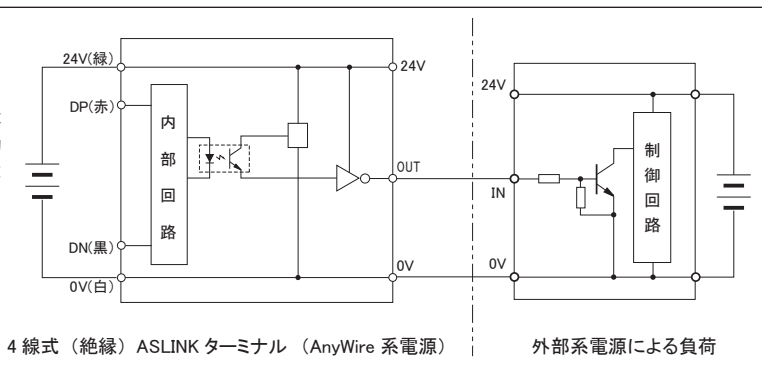 24V(緑)
DP(赤)
内部回路
DN(黒)
0V(白)
24V
OUT
0V
24V
IN
0V
制御回路
4 線式 (絶縁) ASLINK ターミナル (AnyWire 系電源)
外部系電源による負荷